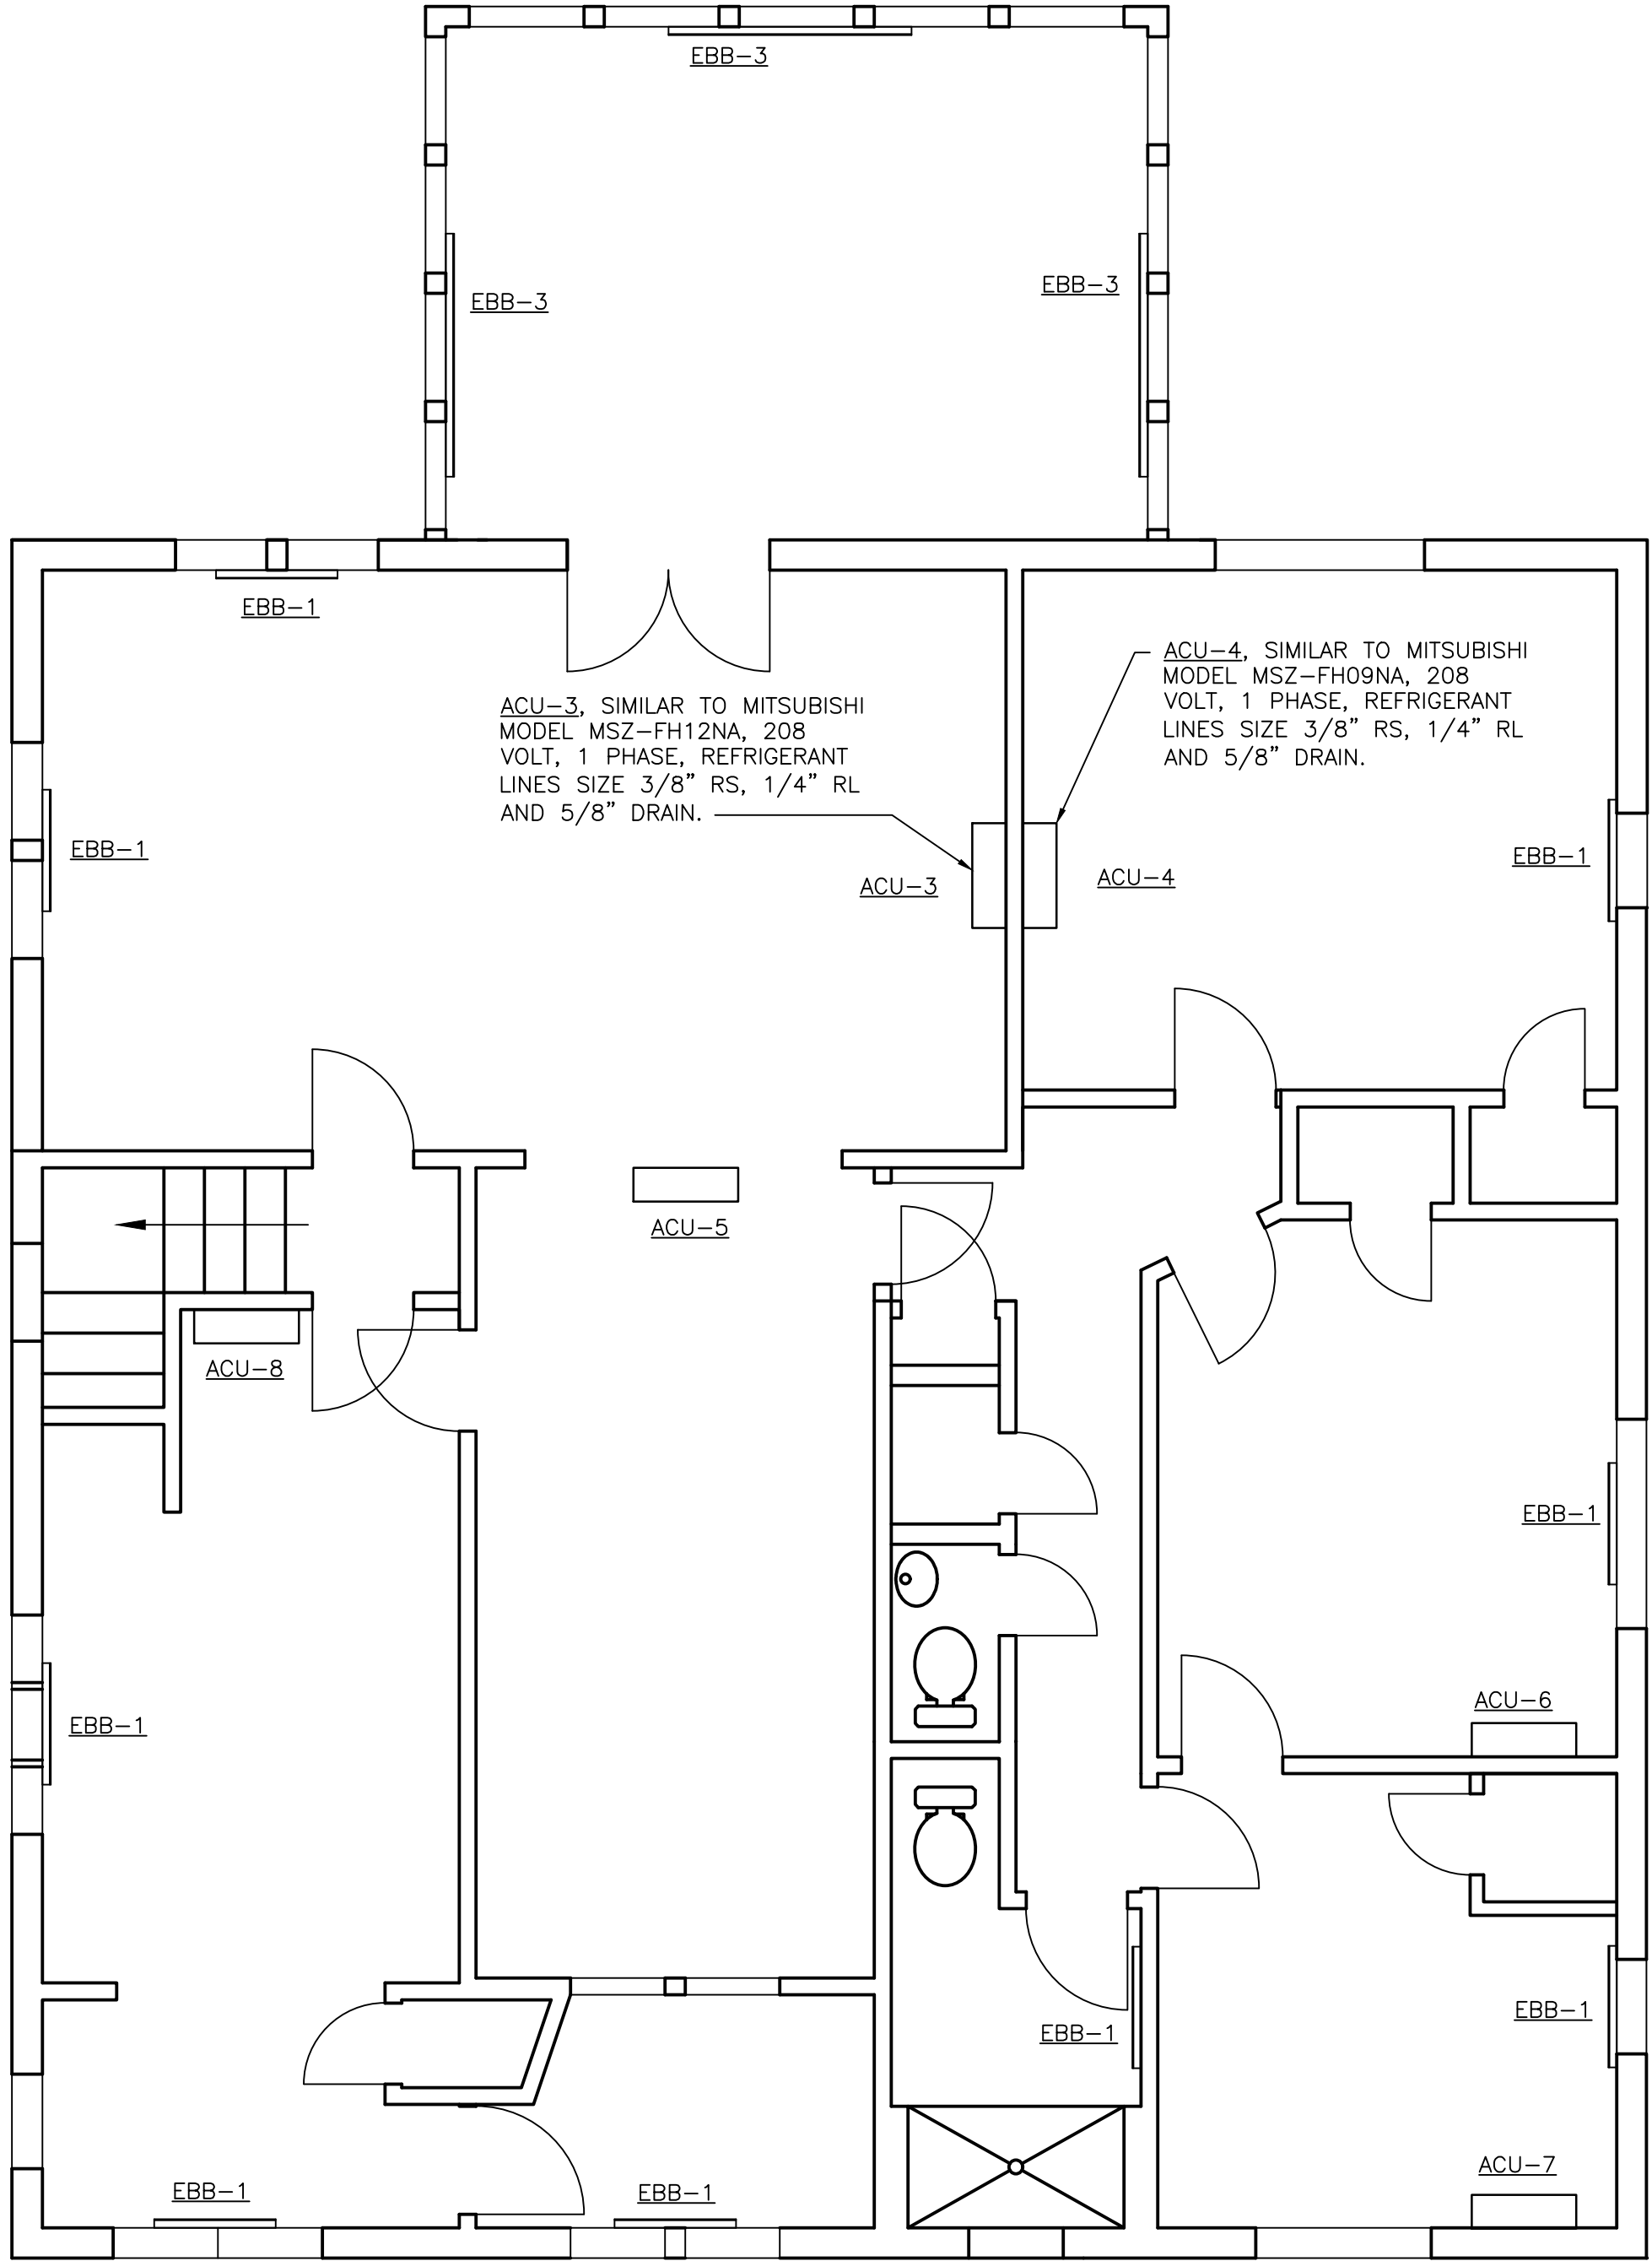 EBB-3
EBB-3
EBB-3
EBB-1
ACU-4, SIMILAR TO MITSUBISHI
MODEL MSZ-FH09NA, 208
VOLT, 1 PHASE, REFRIGERANT
LINES SIZE 3/8" RS, 1/4" RL
AND 5/8" DRAIN.
ACU-3, SIMILAR TO MITSUBISHI
MODEL MSZ-FH12NA, 208
VOLT, 1 PHASE, REFRIGERANT
LINES SIZE 3/8" RS, 1/4" RL
AND 5/8" DRAIN.
EBB-1
ACU-3
ACU-4
EBB-1
ACU-5
ACU-8
EBB-1
ACU-6
EBB-1
EBB-1
EBB-1
ACU-7
EBB-1
EBB-1